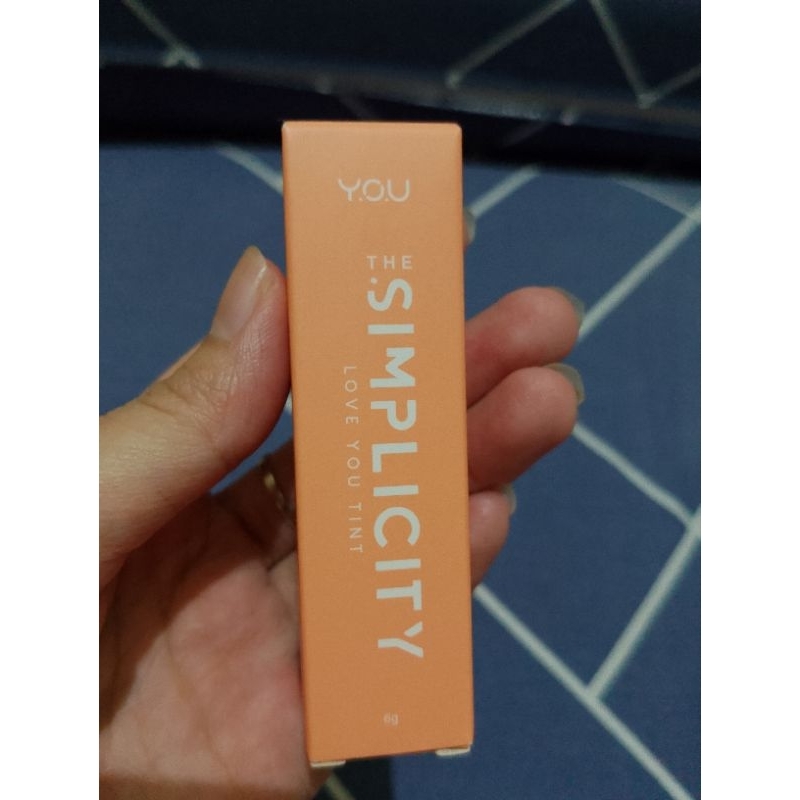 Y.O.U
THE
SIMPLICITY
LOVE YOU TINT
6g